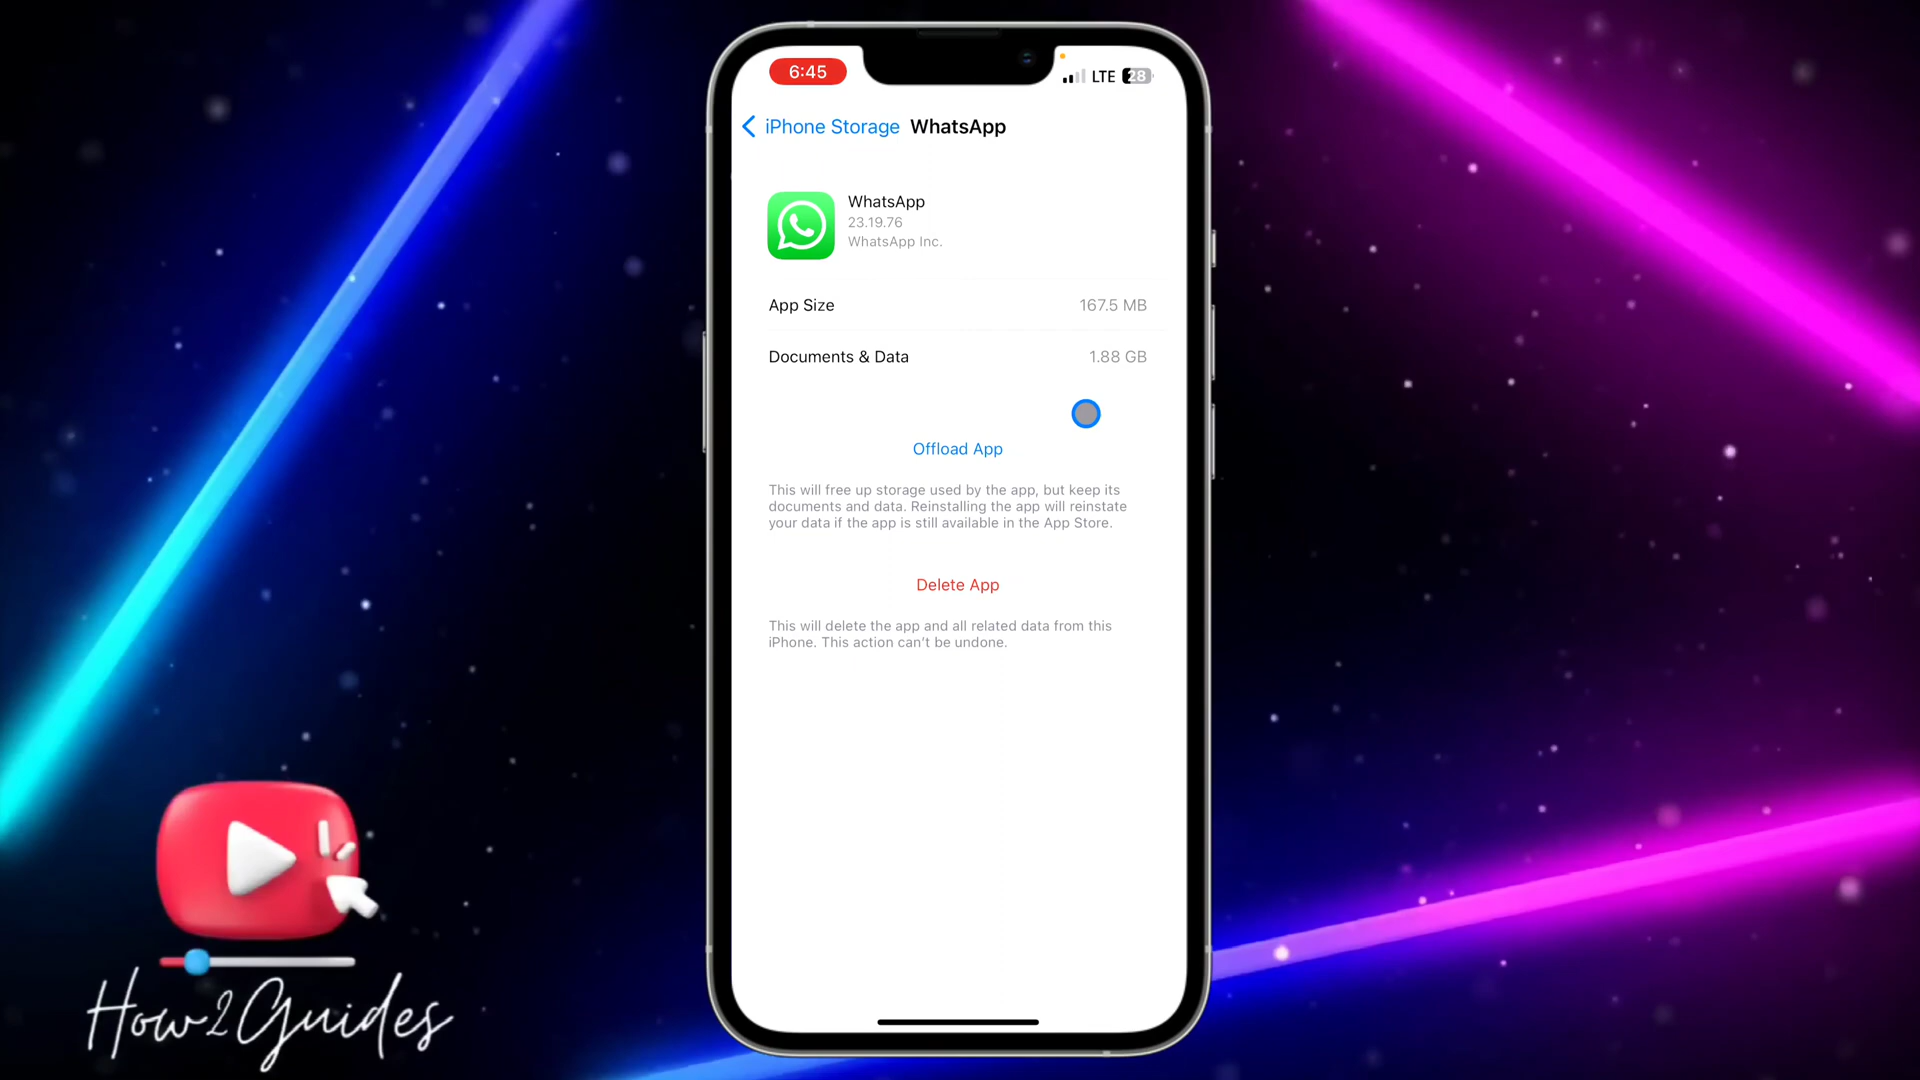 6:45
LTE 28
iPhone Storage WhatsApp
WhatsApp
23.19.76
WhatsApp Inc.
App Size 167.5 MB
Documents & Data 1.88 GB
Offload App
This will free up storage used by the app, but keep its
documents and data. Reinstalling the app will reinstate
your data if the app is still available in the App Store.
Delete App
This will delete the app and all related data from this
iPhone. This action can’t be undone.
How2Guides